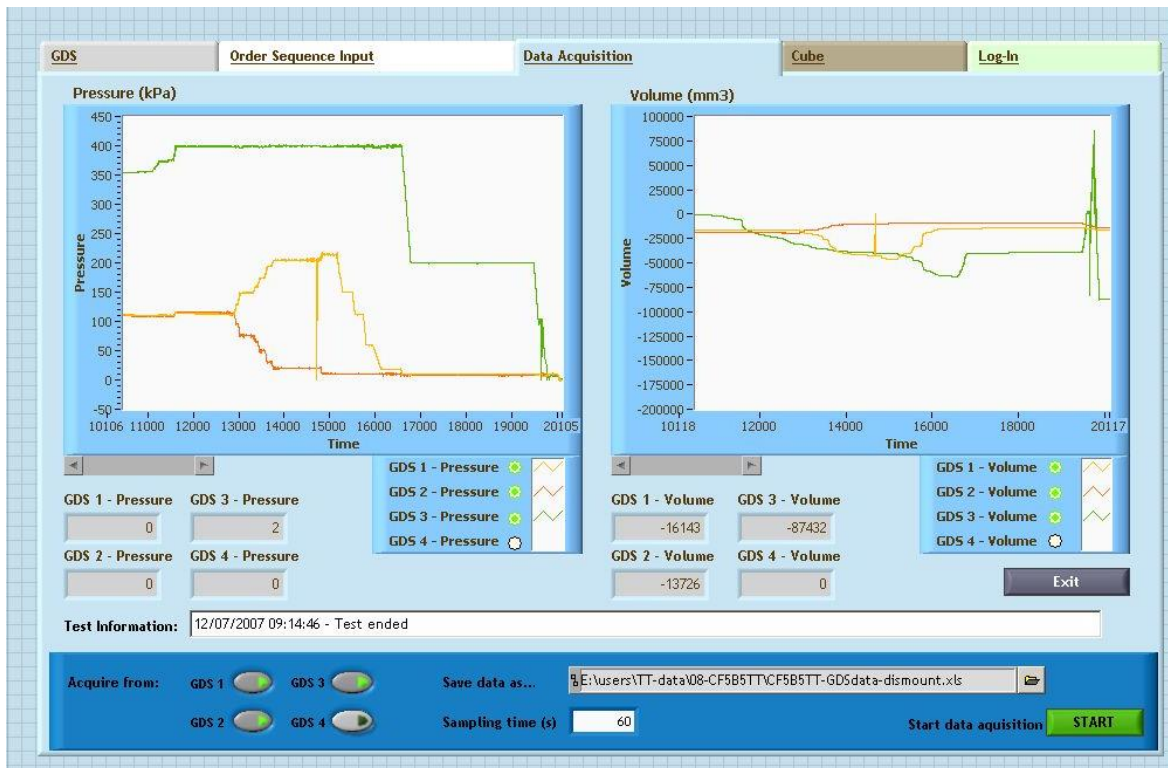 GDS Order Sequence Input Data Acquisition Cube Log-In
Pressure (kPa)
450
400
350
300
250
200
150
100
50
0
-50
Pressure
10106 11000 12000 13000 14000 15000 16000 17000 18000 19000 20105
Time
GDS 1 - Pressure
GDS 2 - Pressure
GDS 3 - Pressure
GDS 4 - Pressure
GDS 1 - Pressure GDS 3 - Pressure
0 2
GDS 2 - Pressure GDS 4 - Pressure
0 0
Volume (mm3)
100000
75000
50000
25000
0
-25000
-50000
-75000
-100000
-125000
-150000
-175000
-200000
Volume
10118 12000 14000 16000 18000 20117
Time
GDS 1 - Volume
GDS 2 - Volume
GDS 3 - Volume
GDS 4 - Volume
GDS 1 - Volume GDS 3 - Volume
-16143 -87432
GDS 2 - Volume GDS 4 - Volume
-13726 0
Exit
Test Information: 12/07/2007 09:14:46 - Test ended
Acquire from: GDS 1 GDS 3 Save data as... E:\users\TT-data\08-CF5B5TT\CF5B5TT-GDSdata-dismount.xls
GDS 2 GDS 4 Sampling time (s) 60 Start data aquisition START